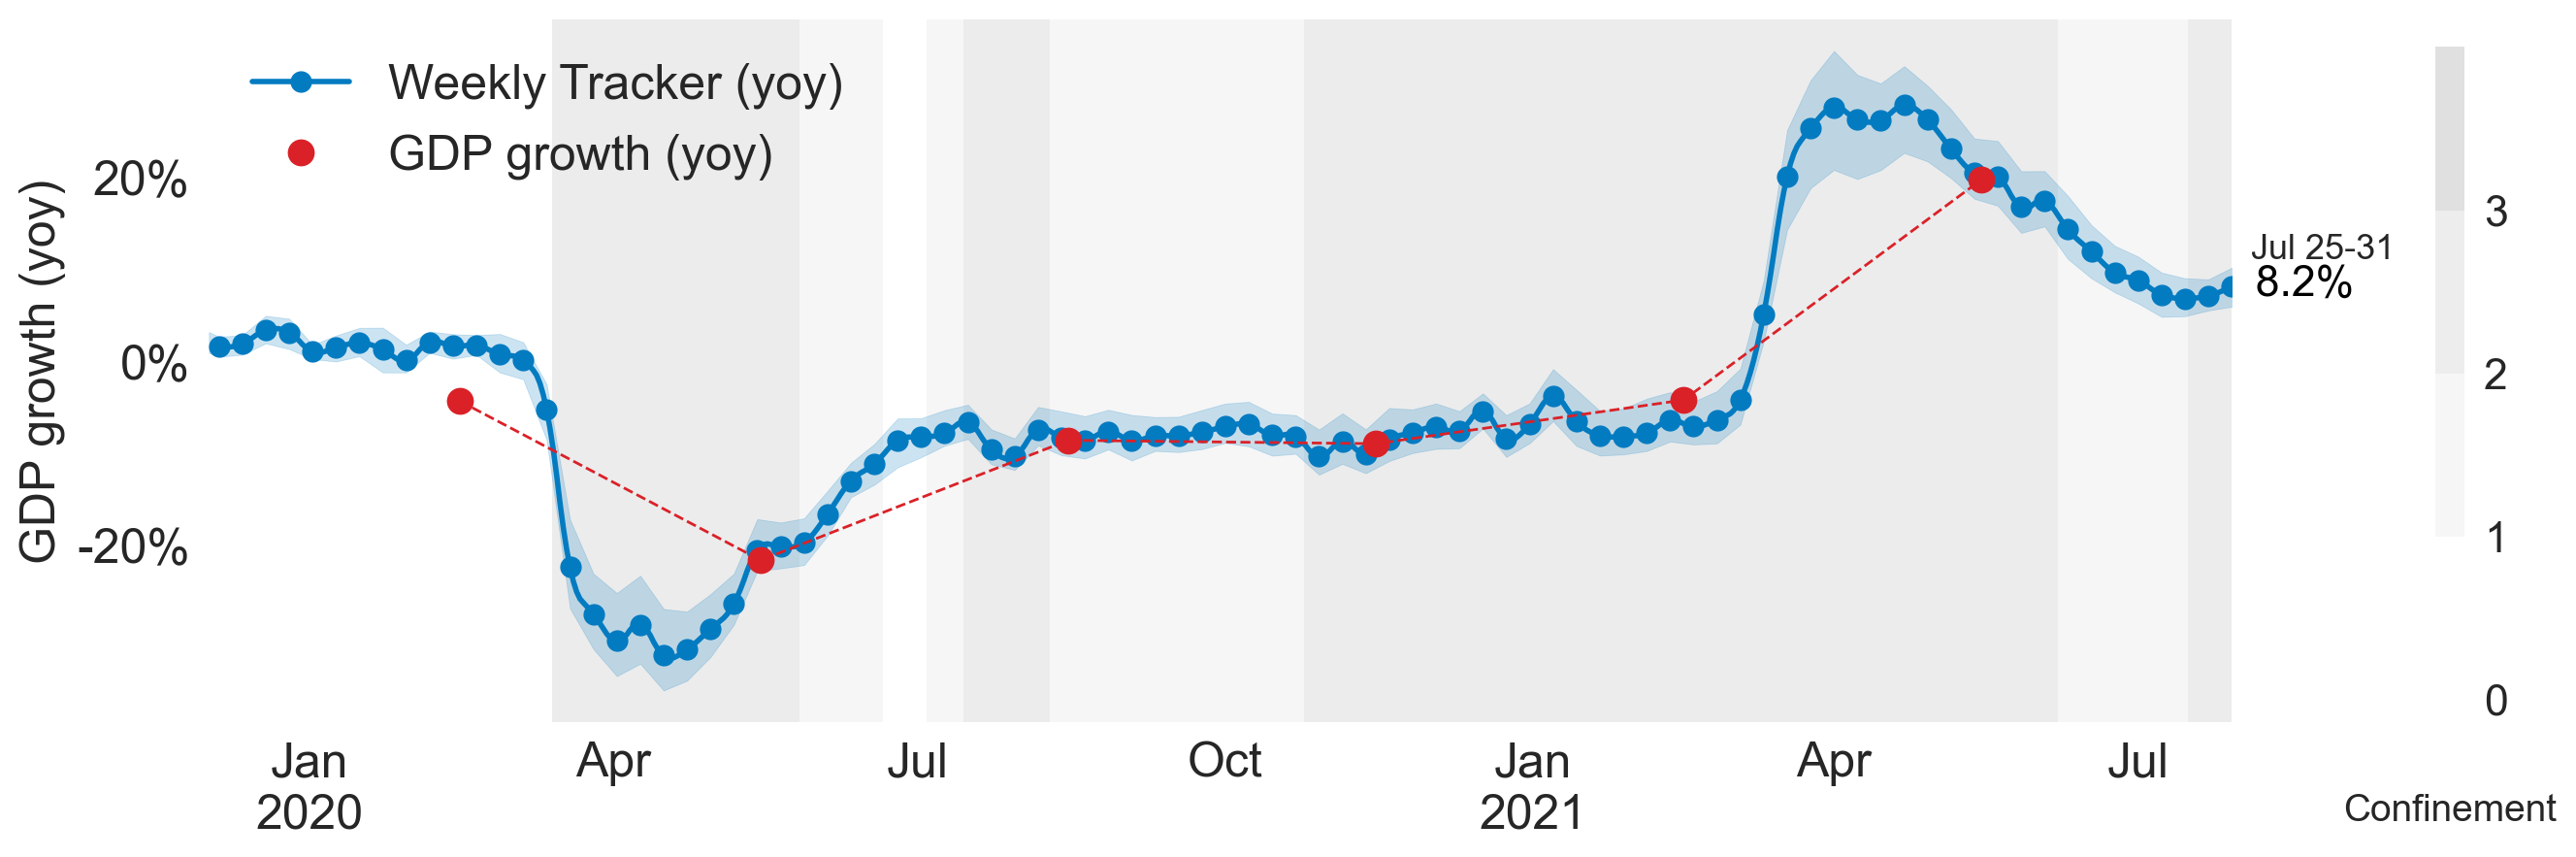 Weekly Tracker (yoy)
GDP growth (yoy)
GDP growth (yoy)
20%
0%
-20%
Jan
2020
Apr
Jul
Oct
Jan
2021
Apr
Jul
Jul 25-31
8.2%
3
2
1
0
Confinement